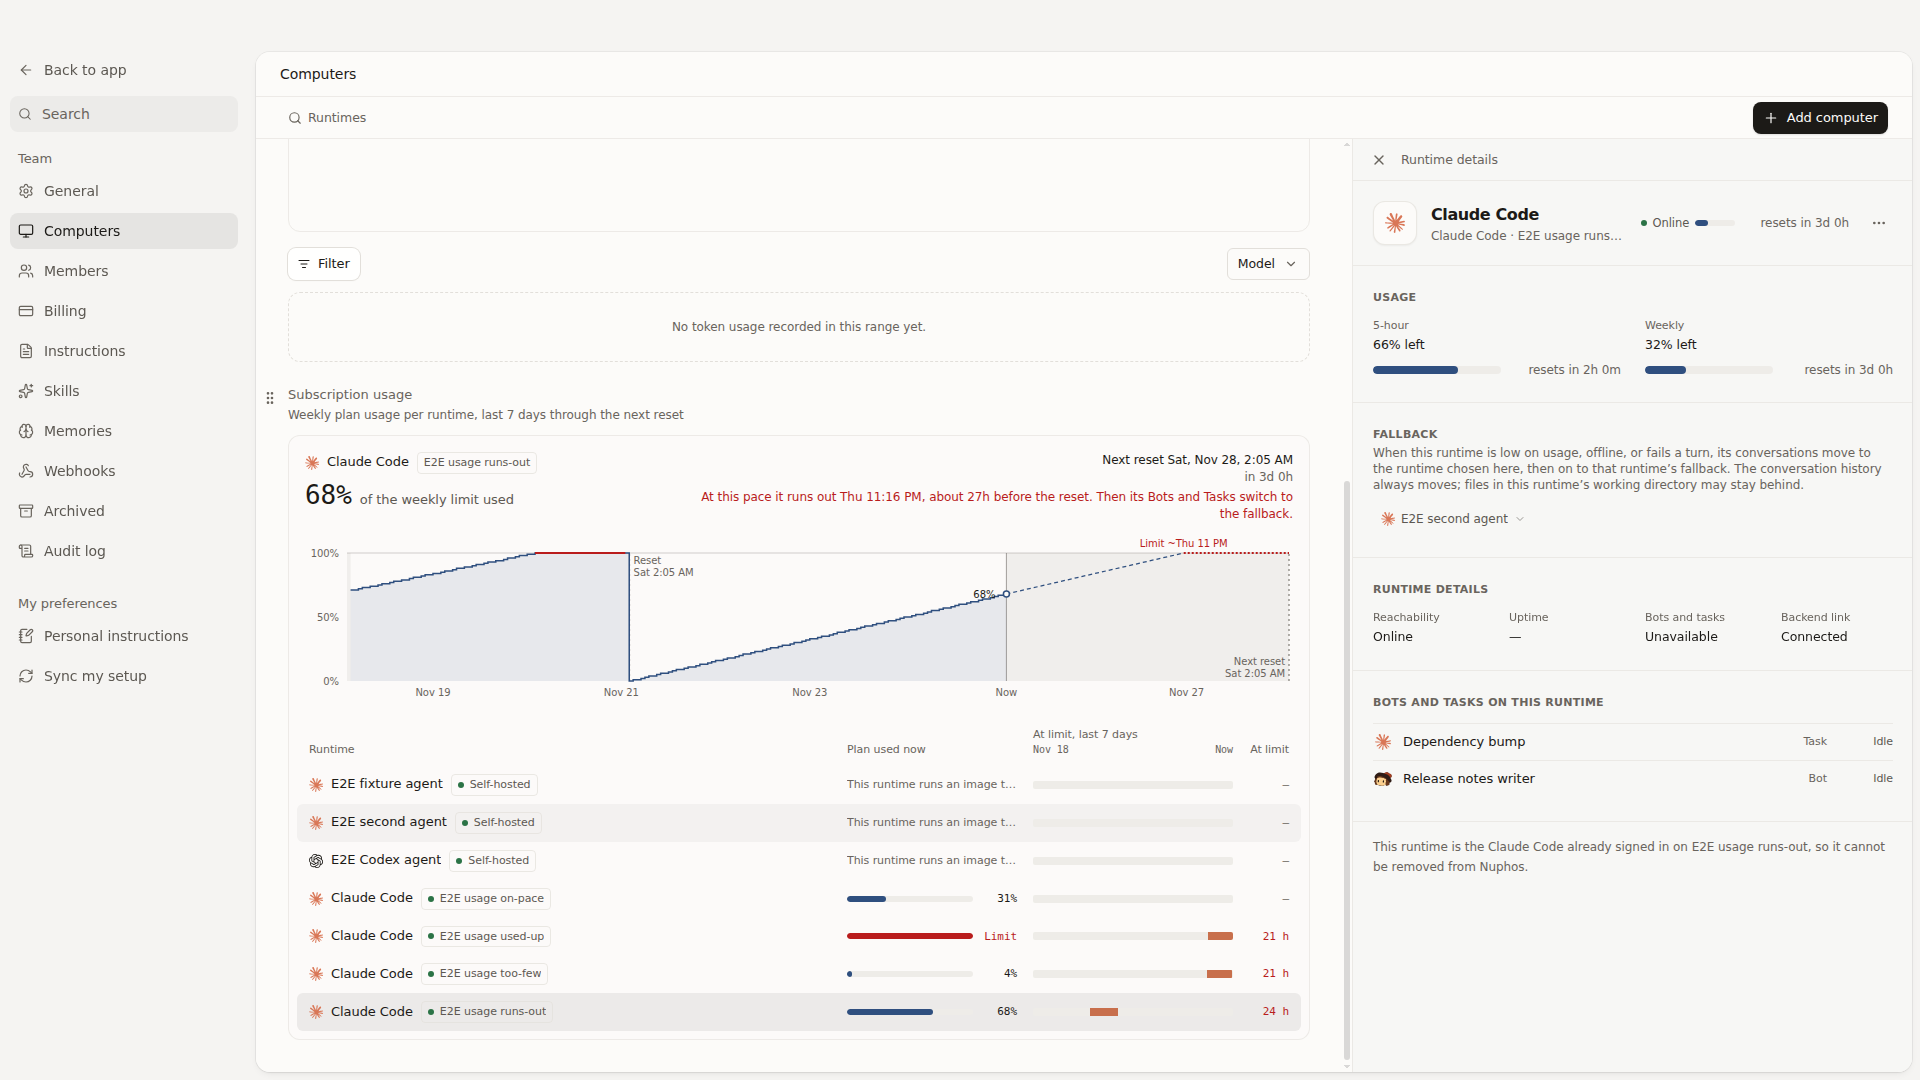 Back to app
Search
Team
General
Computers
Members
Billing
Instructions
Skills
Memories
Webhooks
Archived
Audit log
My preferences
Personal instructions
Sync my setup
Computers
Runtimes
Add computer
Filter
Model
No token usage recorded in this range yet.
Subscription usage
Weekly plan usage per runtime, last 7 days through the next reset
Claude Code E2E usage runs-out
68% of the weekly limit used
Next reset Sat, Nov 28, 2:05 AM
in 3d 0h
At this pace it runs out Thu 11:16 PM, about 27h before the reset. Then its Bots and Tasks switch to
the fallback.
Limit ~Thu 11 PM
100%
50%
0%
Reset
Sat 2:05 AM
68%
Next reset
Sat 2:05 AM
Nov 19 Nov 21 Nov 23 Now Nov 27
At limit, last 7 days
Runtime Plan used now Nov 18 Now At limit
E2E fixture agent Self-hosted This runtime runs an image t… –
E2E second agent Self-hosted This runtime runs an image t… –
E2E Codex agent Self-hosted This runtime runs an image t… –
Claude Code E2E usage on-pace 31% –
Claude Code E2E usage used-up Limit 21 h
Claude Code E2E usage too-few 4% 21 h
Claude Code E2E usage runs-out 68% 24 h
Runtime details
Claude Code
Claude Code · E2E usage runs…
Online
resets in 3d 0h
USAGE
5-hour
66% left
resets in 2h 0m
Weekly
32% left
resets in 3d 0h
FALLBACK
When this runtime is low on usage, offline, or fails a turn, its conversations move to
the runtime chosen here, then on to that runtime’s fallback. The conversation history
always moves; files in this runtime’s working directory may stay behind.
E2E second agent
RUNTIME DETAILS
Reachability Uptime Bots and tasks Backend link
Online — Unavailable Connected
BOTS AND TASKS ON THIS RUNTIME
Dependency bump Task Idle
Release notes writer Bot Idle
This runtime is the Claude Code already signed in on E2E usage runs-out, so it cannot
be removed from Nuphos.